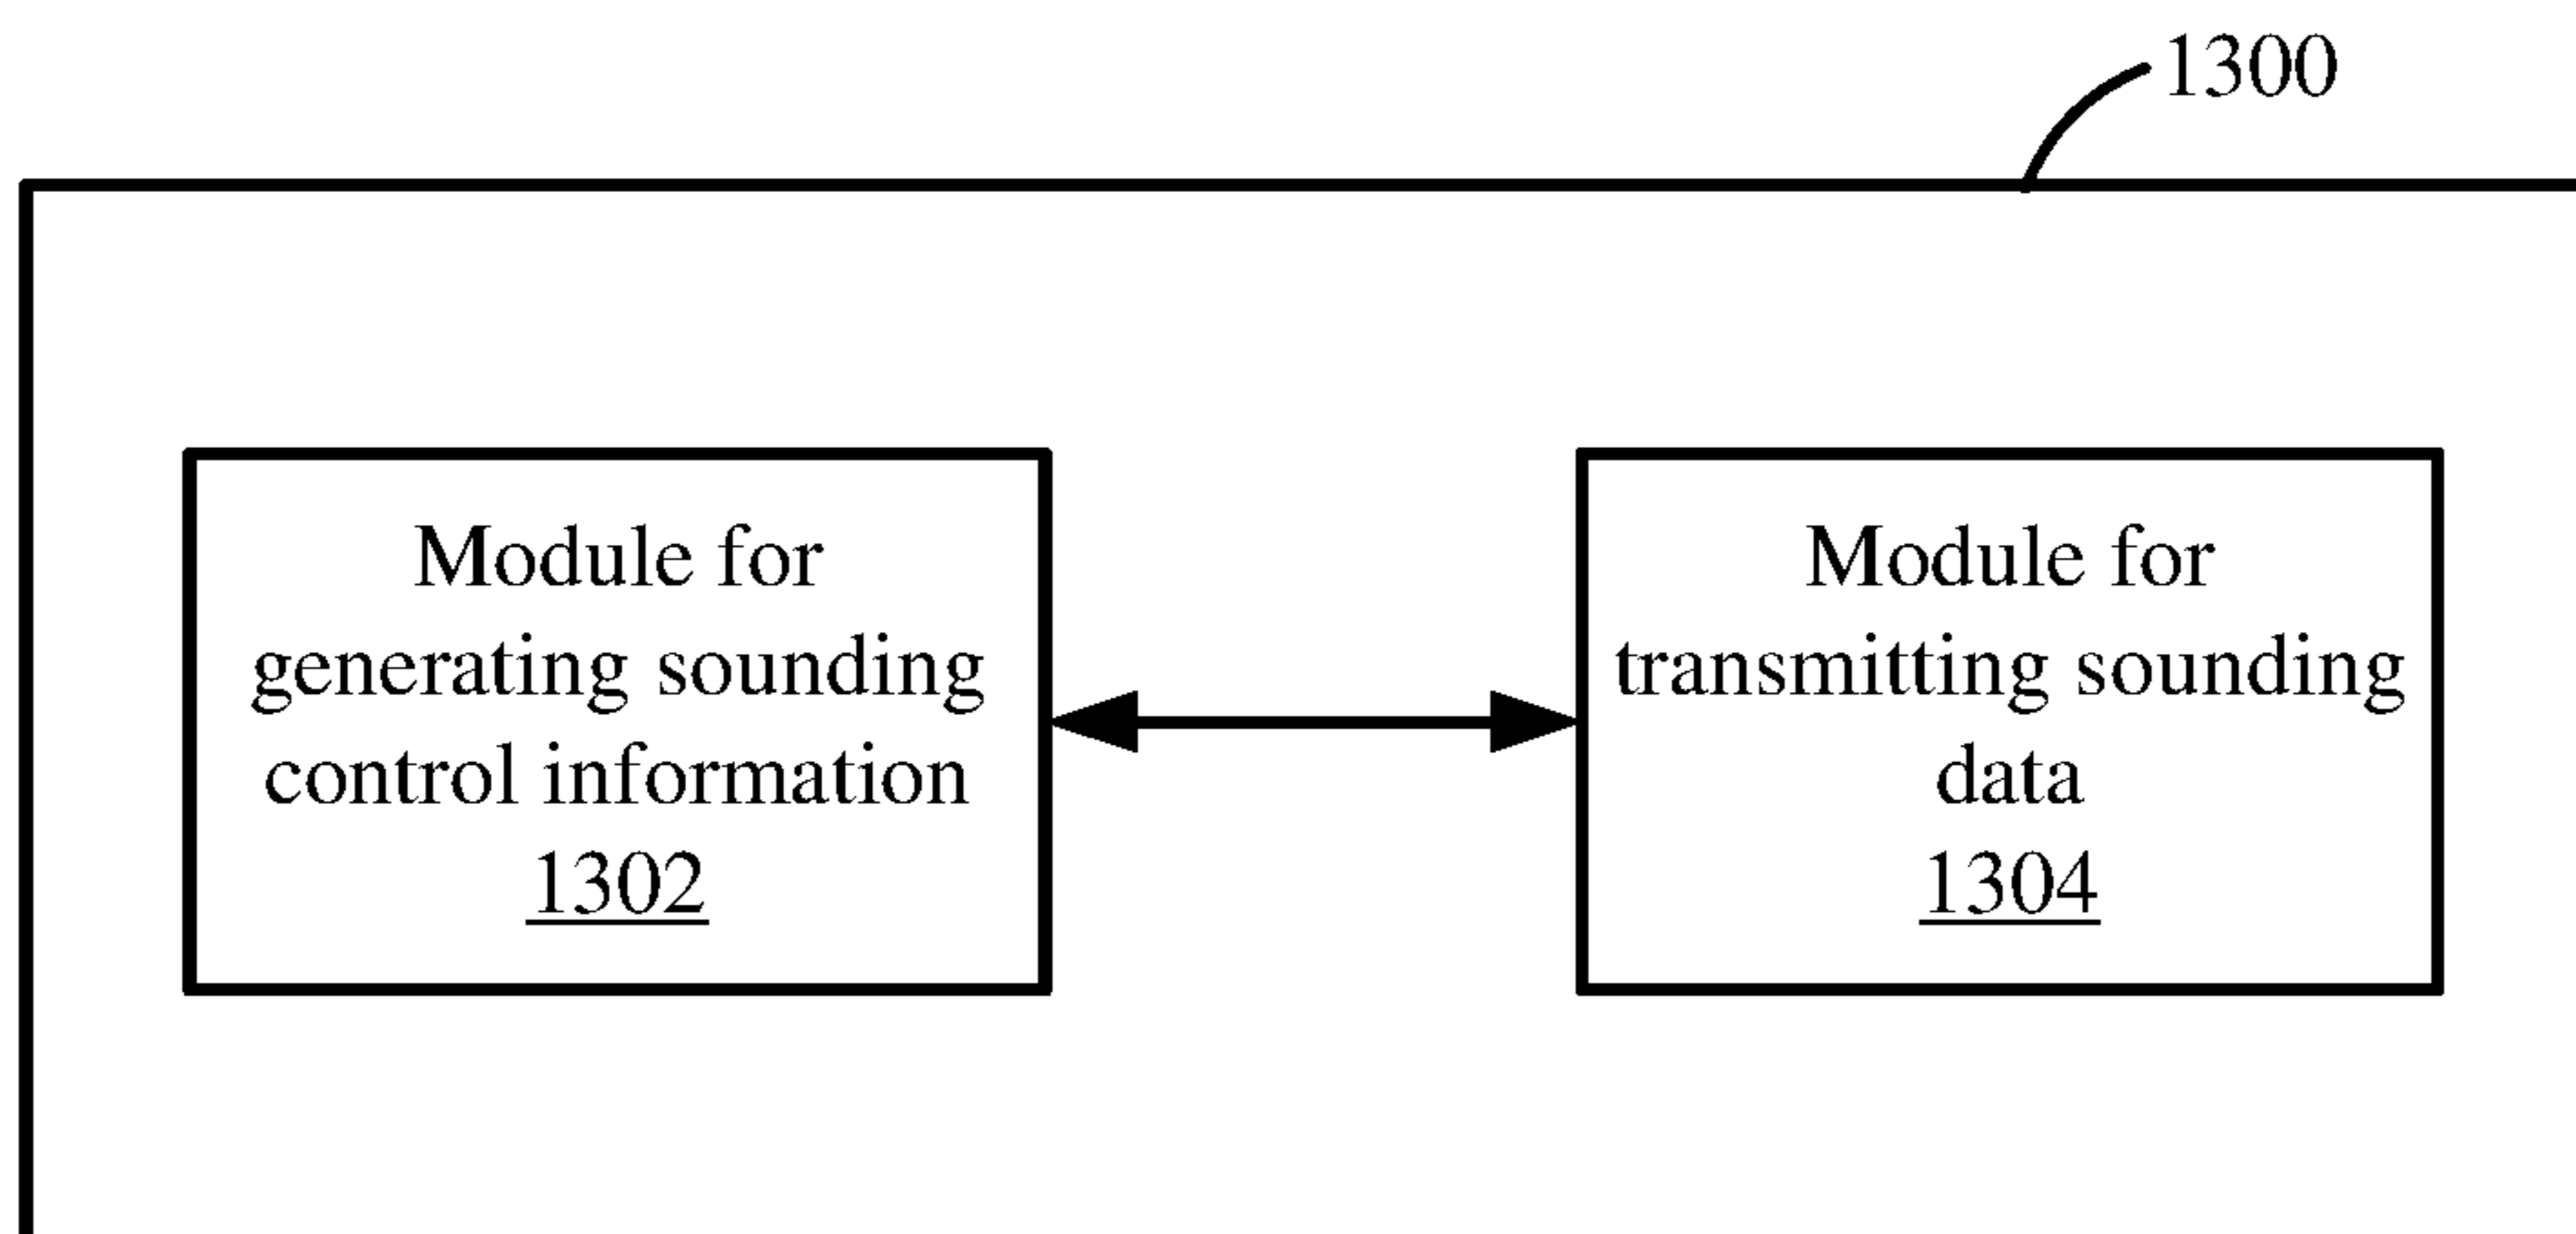 1300
Module for
generating sounding
control information
1302
Module for
transmitting sounding
data
1304